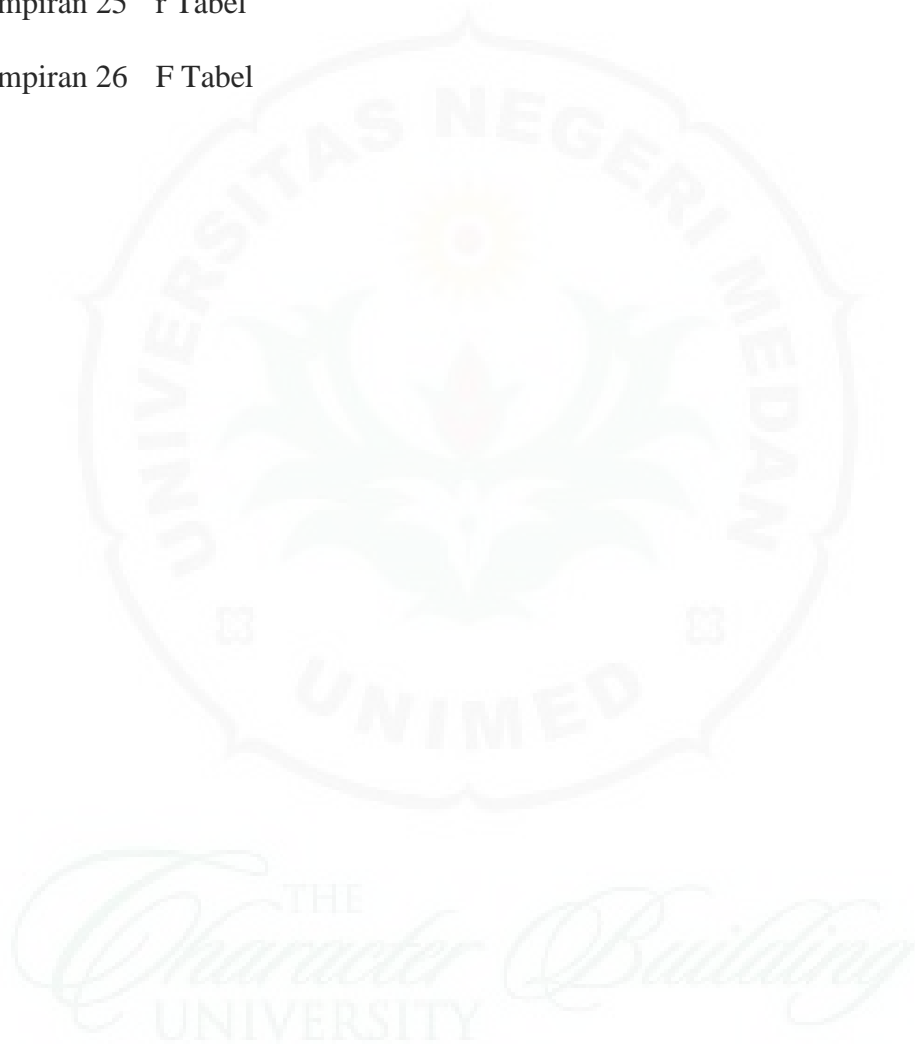 mpiran 25 r Tabel
mpiran 26 F Tabel
UNIVERSITAS NEGERI MEDAN
UNIMED
THE
Character Building
UNIVERSITY